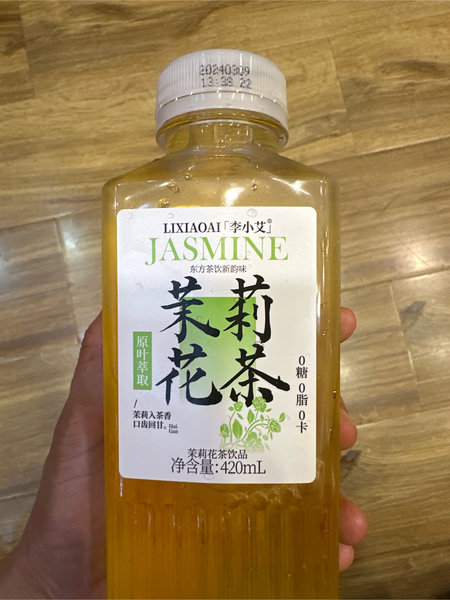 20240309
13:38 22
LIXIAOAI「李小艾」®
JASMINE
东方茶饮新韵味
茉莉
花茶
原叶萃取
0糖0脂0卡
/
茉莉入茶香
口齿回甘。Hui Gan
茉莉花茶饮品
净含量:420mL